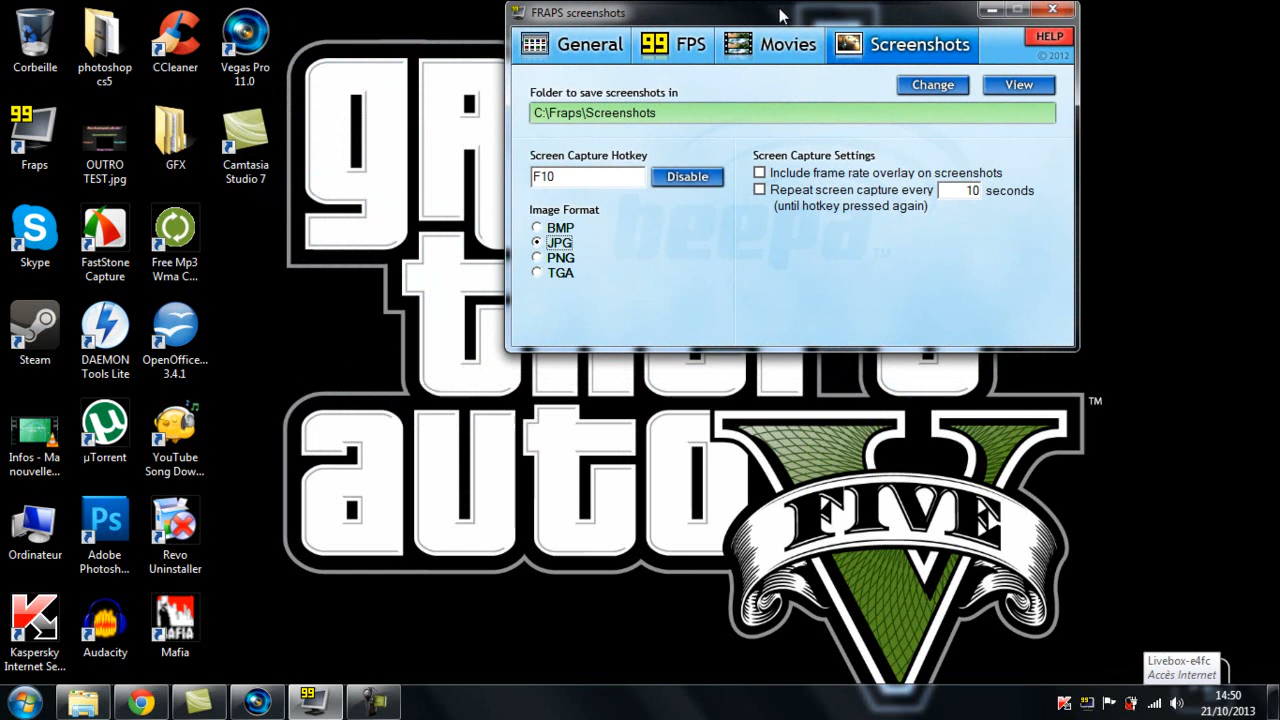 Corbeille
photoshop
cs5
CCleaner
Vegas Pro
11.0
Fraps
OUTRO
TEST.jpg
GFX
Camtasia
Studio 7
Skype
FastStone
Capture
Free Mp3
Wma C...
Steam
DAEMON
Tools Lite
OpenOffice...
3.4.1
Infos - Ma
nouvelle...
µTorrent
YouTube
Song Dow...
Ordinateur
Adobe
Photosh...
Revo
Uninstaller
Kaspersky
Internet Se...
Audacity
Mafia
FRAPS screenshots
General
99 FPS
Movies
Screenshots
HELP
© 2012
Folder to save screenshots in
Change
View
C:\Fraps\Screenshots
Screen Capture Hotkey
F10
Disable
Screen Capture Settings
Include frame rate overlay on screenshots
Repeat screen capture every 10 seconds
(until hotkey pressed again)
Image Format
BMP
JPG
PNG
TGA
auto
TM
FIVE
Livebox-e4fc
Accès Internet
14:50
21/10/2013